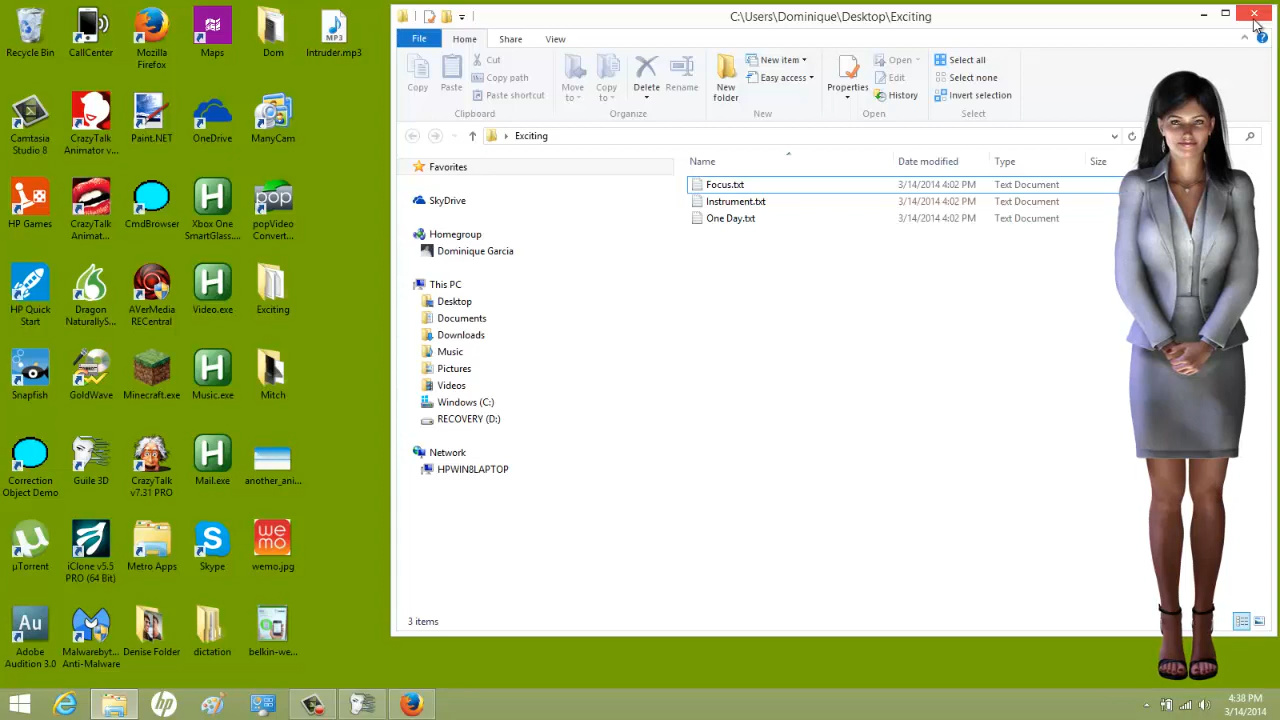 Recycle Bin
CallCenter
Mozilla
Firefox
Maps
Dom
MP3
Intruder.mp3
Camtasia
Studio 8
CrazyTalk
Animator v...
Paint.NET
OneDrive
ManyCam
HP Games
CrazyTalk
Animat...
CmdBrowser
Xbox One
SmartGlass....
pop
popVideo
Convert...
HP Quick
Start
Dragon
NaturallyS...
AVerMedia
RECentral
H
Video.exe
Exciting
Snapfish
GoldWave
Minecraft.exe
H
Music.exe
Mitch
Correction
Object Demo
Guile 3D
CrazyTalk
v7.31 PRO
H
Mail.exe
another_ani...
µTorrent
iClone v5.5
PRO (64 Bit)
Metro Apps
Skype
wemo
wemo.jpg
Au
Adobe
Audition 3.0
Malwareby...
Anti-Malware
Denise Folder
dictation
belkin-we...
C:\Users\Dominique\Desktop\Exciting
File
Home
Share
View
Copy
Paste
Cut
Copy path
Paste shortcut
Clipboard
Move
to
Copy
to
Delete
Rename
Organize
New
folder
New item
Easy access
New
Properties
Open
Edit
History
Open
Select all
Select none
Invert selection
Select
Exciting
Favorites
SkyDrive
Homegroup
Dominique Garcia
This PC
Desktop
Documents
Downloads
Music
Pictures
Videos
Windows (C:)
RECOVERY (D:)
Network
HPWIN8LAPTOP
Name Date modified Type Size
Focus.txt 3/14/2014 4:02 PM Text Document
Instrument.txt 3/14/2014 4:02 PM Text Document
One Day.txt 3/14/2014 4:02 PM Text Document
3 items
4:38 PM
3/14/2014